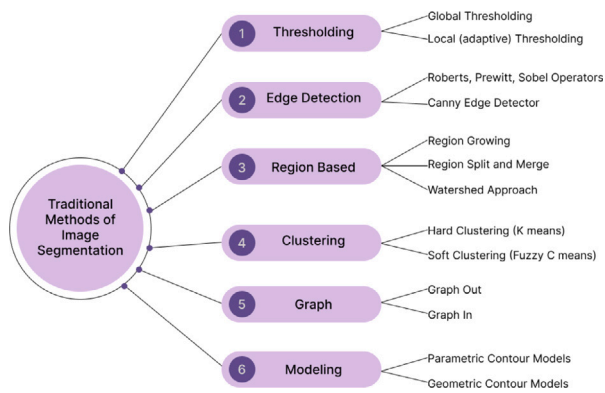 Traditional
Methods of
Image
Segmentation
1 Thresholding
Global Thresholding
Local (adaptive) Thresholding
2 Edge Detection
Roberts, Prewitt, Sobel Operators
Canny Edge Detector
3 Region Based
Region Growing
Region Split and Merge
Watershed Approach
4 Clustering
Hard Clustering (K means)
Soft Clustering (Fuzzy C means)
5 Graph
Graph Out
Graph In
6 Modeling
Parametric Contour Models
Geometric Contour Models